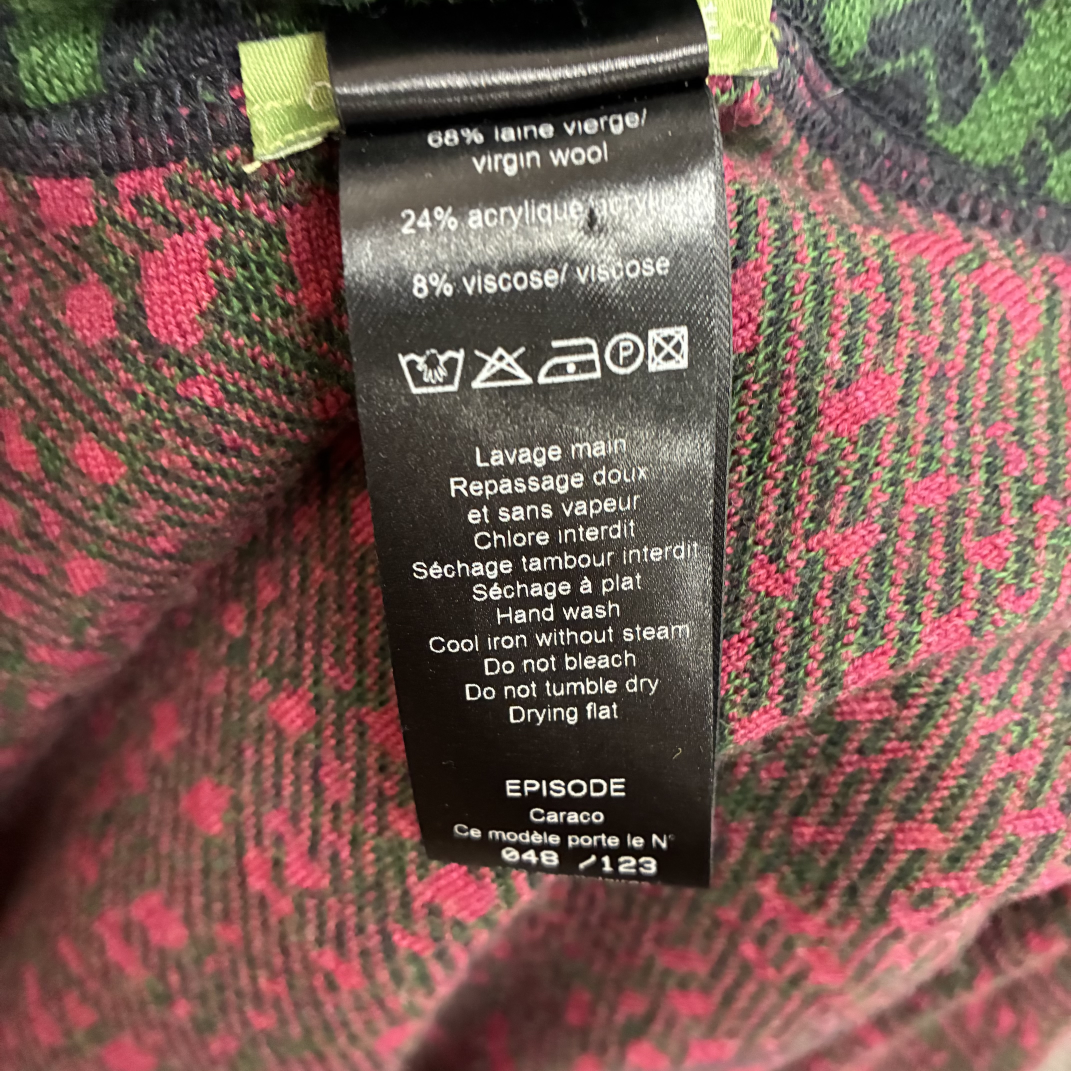 68% laine vierge/
virgin wool
24% acrylique/acrylic
8% viscose/ viscose
P
Lavage main
Repassage doux
et sans vapeur
Chlore interdit
Séchage tambour interdit
Séchage à plat
Hand wash
Cool iron without steam
Do not bleach
Do not tumble dry
Drying flat
EPISODE
Caraco
Ce modèle porte le N°
048 /123